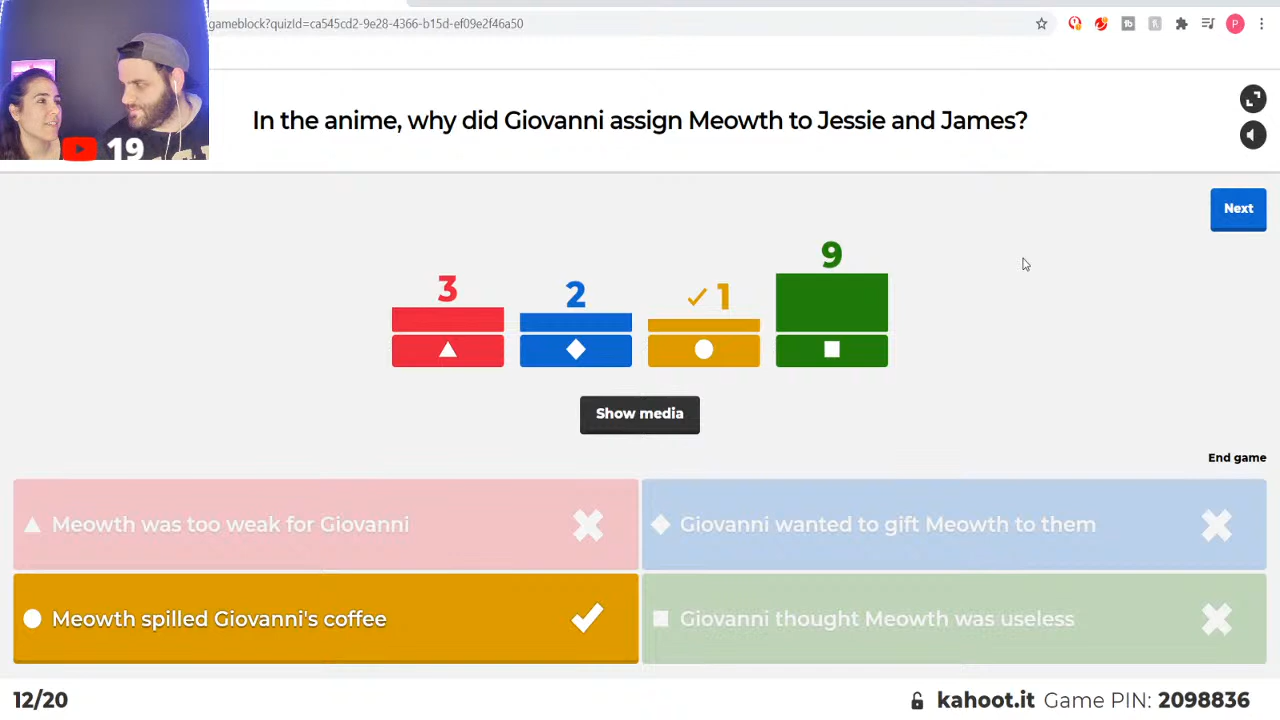 gameblock?quizId=ca545cd2-9e28-4366-b15d-ef09e2f46a50
19
In the anime, why did Giovanni assign Meowth to Jessie and James?
Next
3
2
1
9
Show media
End game
Meowth was too weak for Giovanni
Giovanni wanted to gift Meowth to them
Meowth spilled Giovanni's coffee
Giovanni thought Meowth was useless
12/20
kahoot.it Game PIN: 2098836